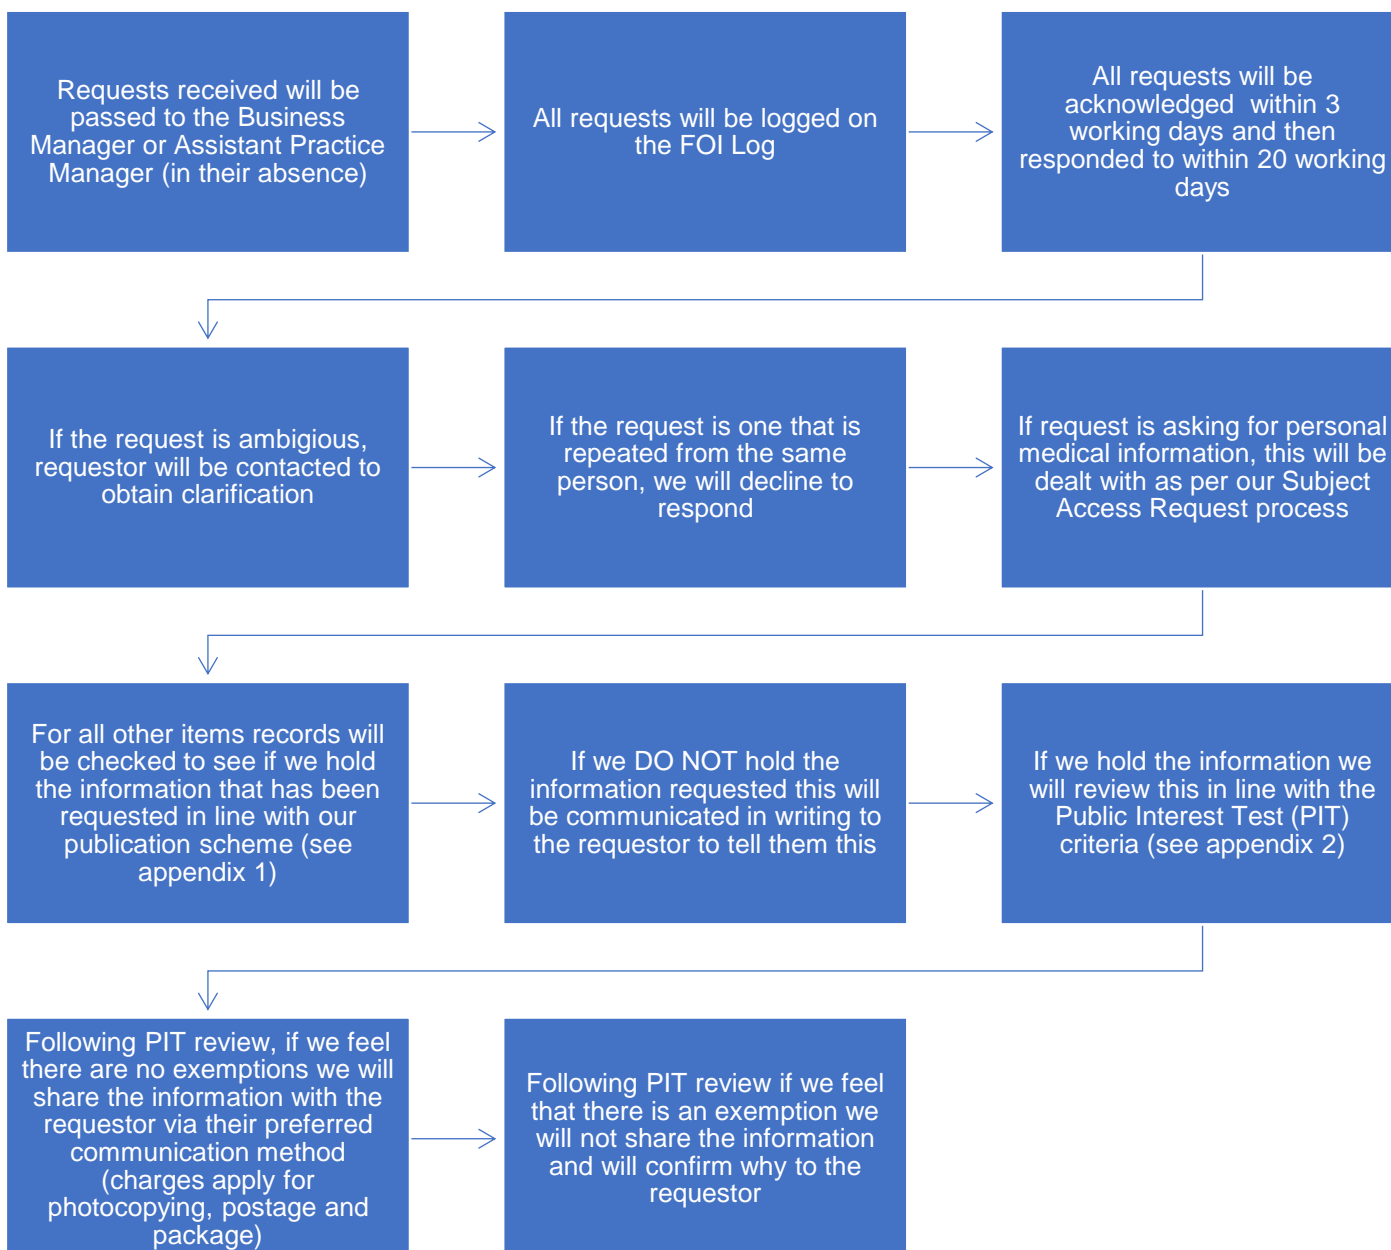 Requests received will be
passed to the Business
Manager or Assistant Practice
Manager (in their absence)
All requests will be logged on
the FOI Log
All requests will be
acknowledged  within 3
working days and then
responded to within 20 working
days
If the request is ambigious,
requestor will be contacted to
obtain clarification
If the request is one that is
repeated from the same
person, we will decline to
respond
If request is asking for personal
medical information, this will be
dealt with as per our Subject
Access Request process
For all other items records will
be checked to see if we hold
the information that has been
requested in line with our
publication scheme (see
appendix 1)
If we DO NOT hold the
information requested this will
be communicated in writing to
the requestor to tell them this
If we hold the information we
will review this in line with the
Public Interest Test (PIT)
criteria (see appendix 2)
Following PIT review, if we feel
there are no exemptions we will
share the information with the
requestor via their preferred
communication method
(charges apply for
photocopying, postage and
package)
Following PIT review if we feel
that there is an exemption we
will not share the information
and will confirm why to the
requestor